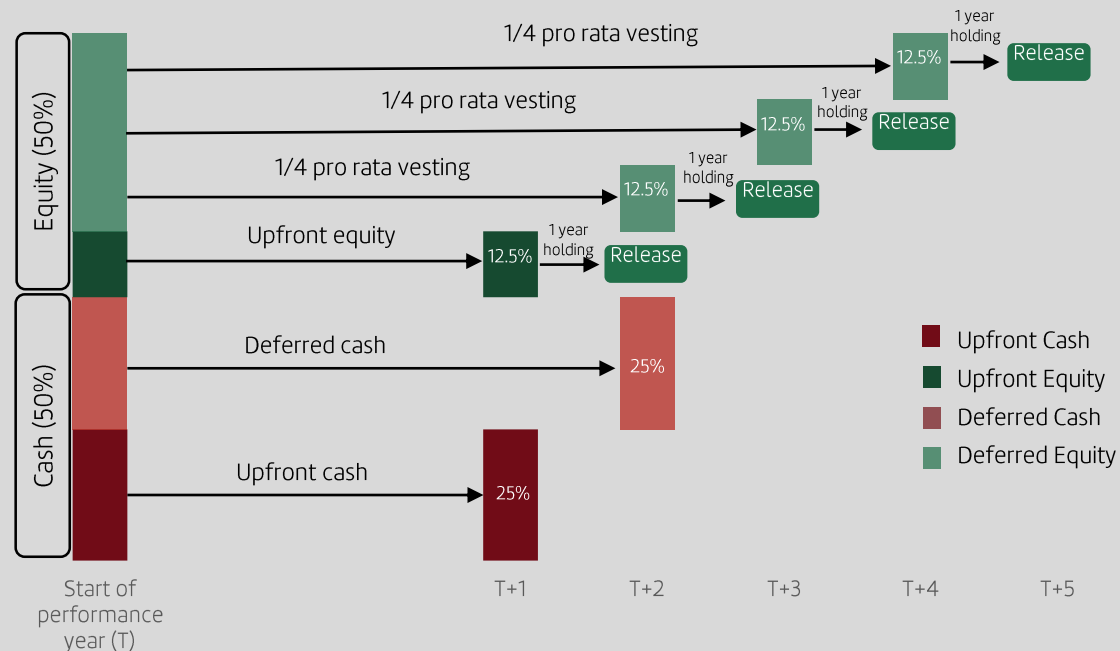 1/4 pro rata vesting
12.5%
1 year
holding
Release
1/4 pro rata vesting
12.5%
1 year
holding
Release
1/4 pro rata vesting
12.5%
1 year
holding
Release
Upfront equity
12.5%
1 year
holding
Release
Equity (50%)
Deferred cash
25%
Cash (50%)
Upfront cash
25%
Upfront Cash
Upfront Equity
Deferred Cash
Deferred Equity
Start of
performance
year (T)
T+1
T+2
T+3
T+4
T+5